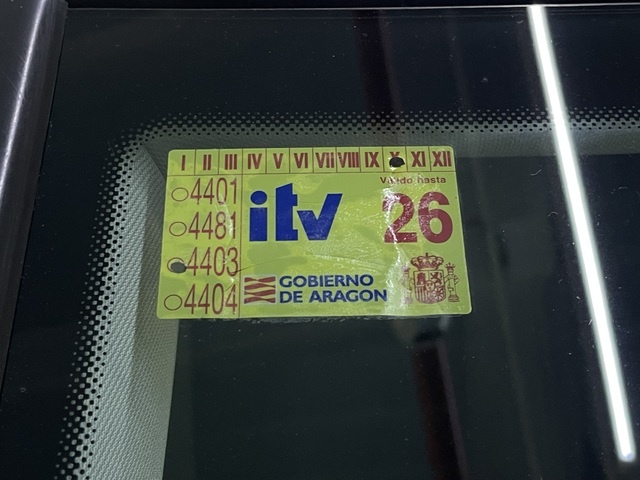 I II III IV V VI VII VIII IX X XI XII
Válido hasta
4401
itv 26
4481
4403
GOBIERNO
DE ARAGON
4404